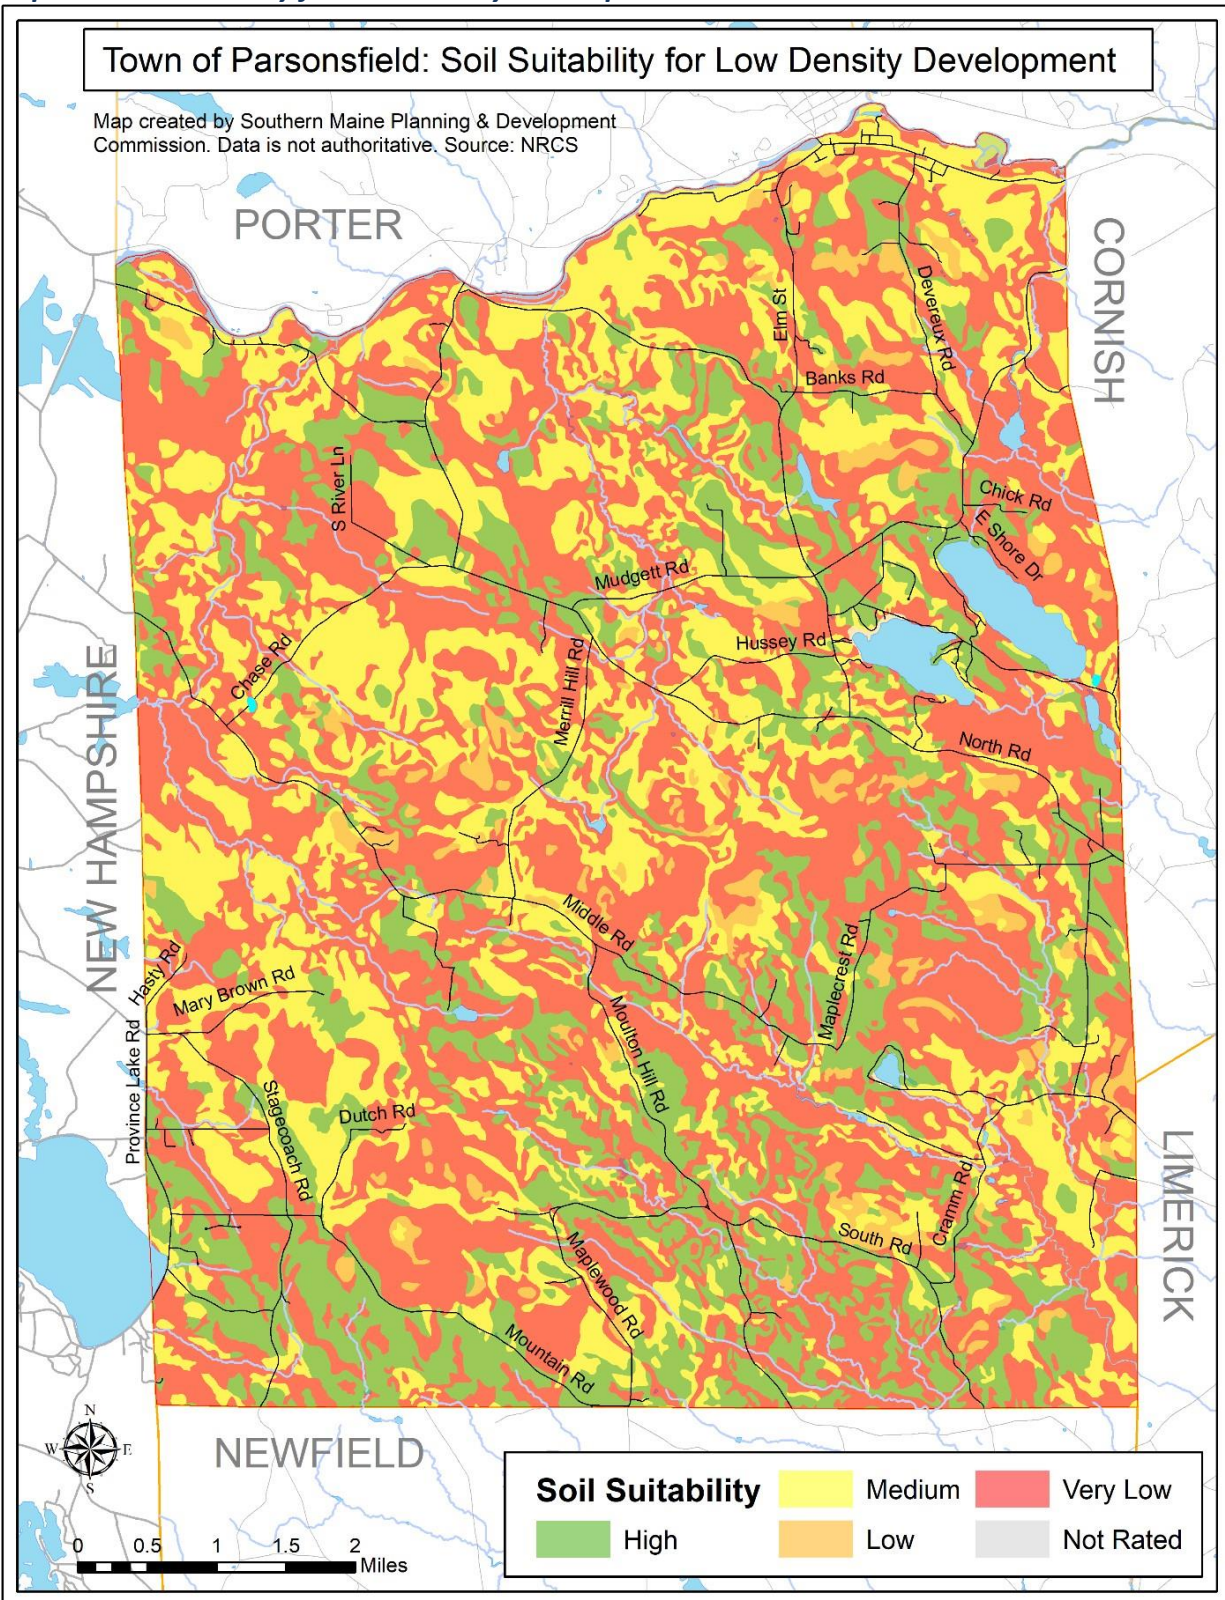 Town of Parsonsfield: Soil Suitability for Low Density Development
Map created by Southern Maine Planning & Development
Commission. Data is not authoritative. Source: NRCS
PORTER
CORNISH
Elm St
Devereux Rd
Banks Rd
S River Ln
Chick Rd
E Shore Dr
Mudgett Rd
Hussey Rd
Chase Rd
Merrill Hill Rd
NEW HAMPSHIRE
North Rd
Middle Rd
Maplecrest Rd
Hasty Rd
Mary Brown Rd
Moulton Hill Rd
Province Lake Rd
Stagecoach Rd
Dutch Rd
LIMERICK
Cramm Rd
South Rd
Maplewood Rd
Mountain Rd
N
W E
S
NEWFIELD
0 0.5 1 1.5 2
Miles
Soil Suitability
High
Medium
Low
Very Low
Not Rated